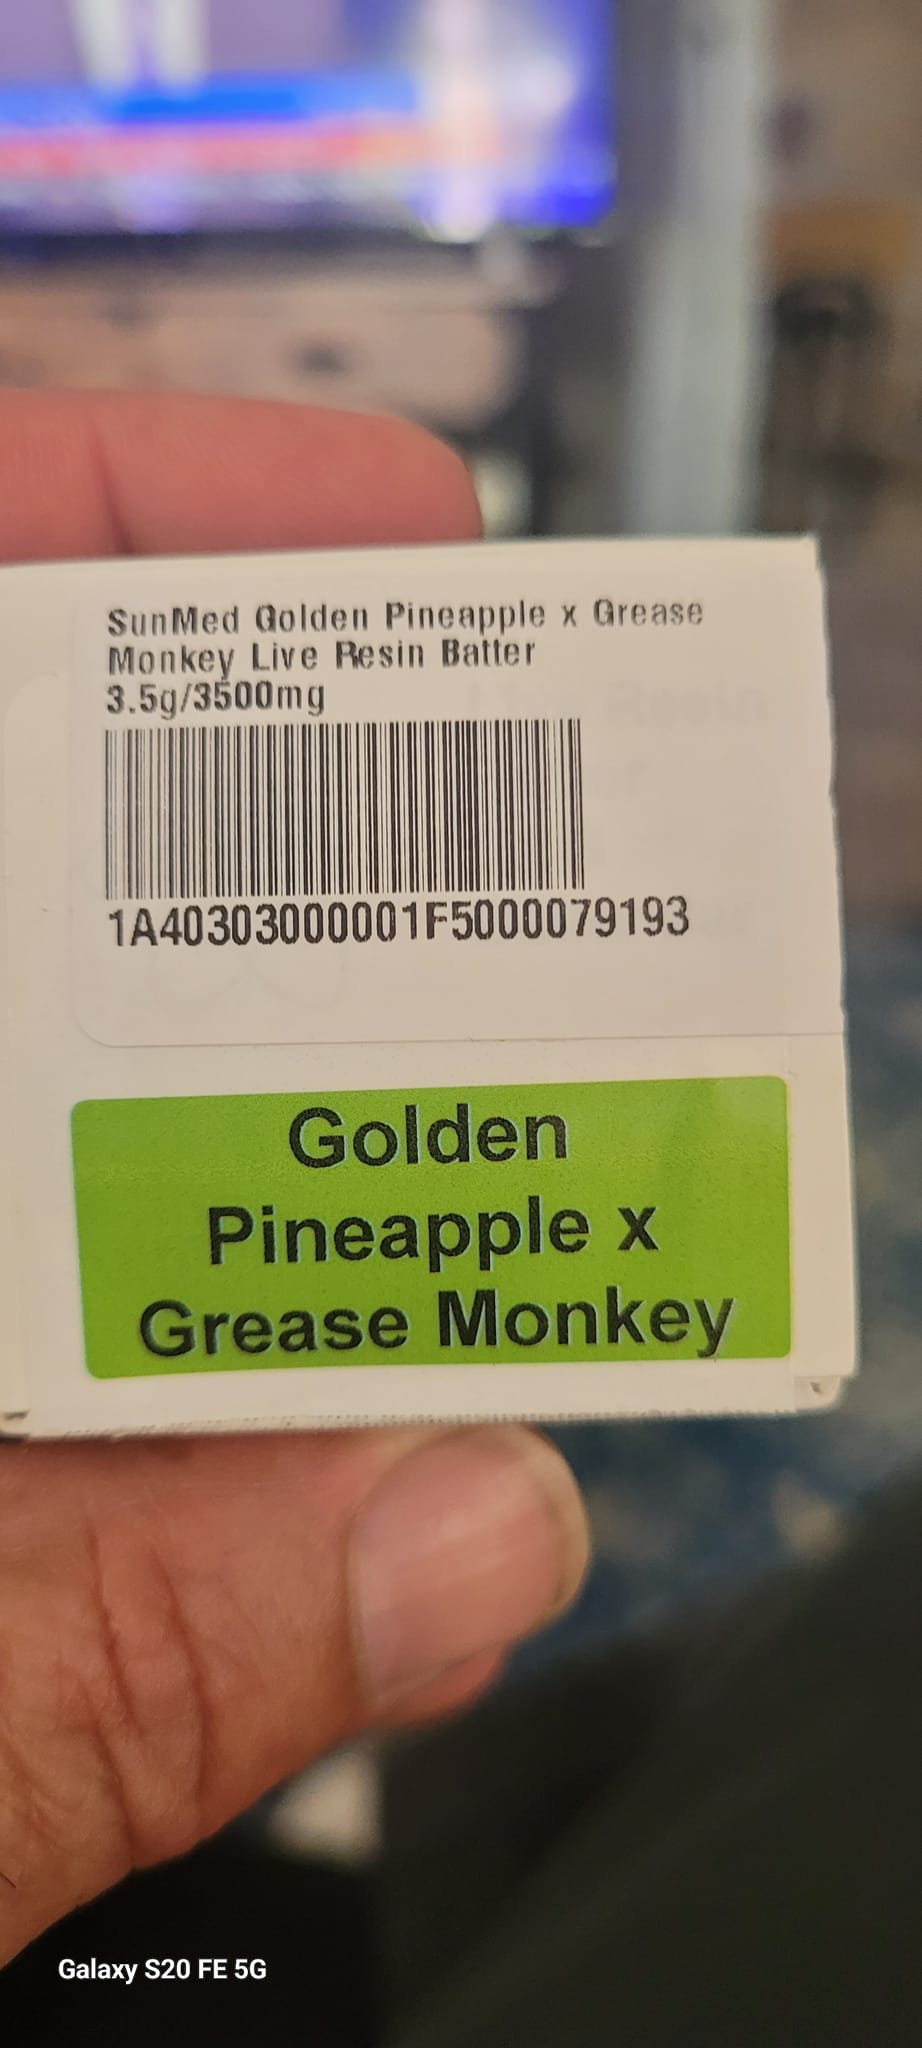 SunMed Golden Pineapple x Grease
Monkey Live Resin Batter
3.5g/3500mg
1A40303000001F5000079193
Golden
Pineapple x
Grease Monkey
Galaxy S20 FE 5G